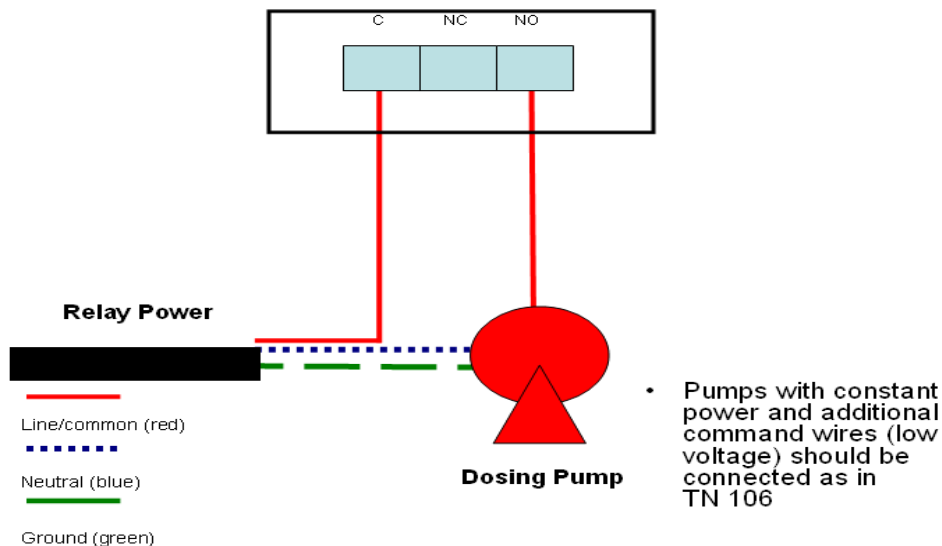 C NC NO
Relay Power
Line/common (red)
Neutral (blue)
Ground (green)
Dosing Pump
• Pumps with constant
power and additional
command wires (low
voltage) should be
connected as in
TN 106